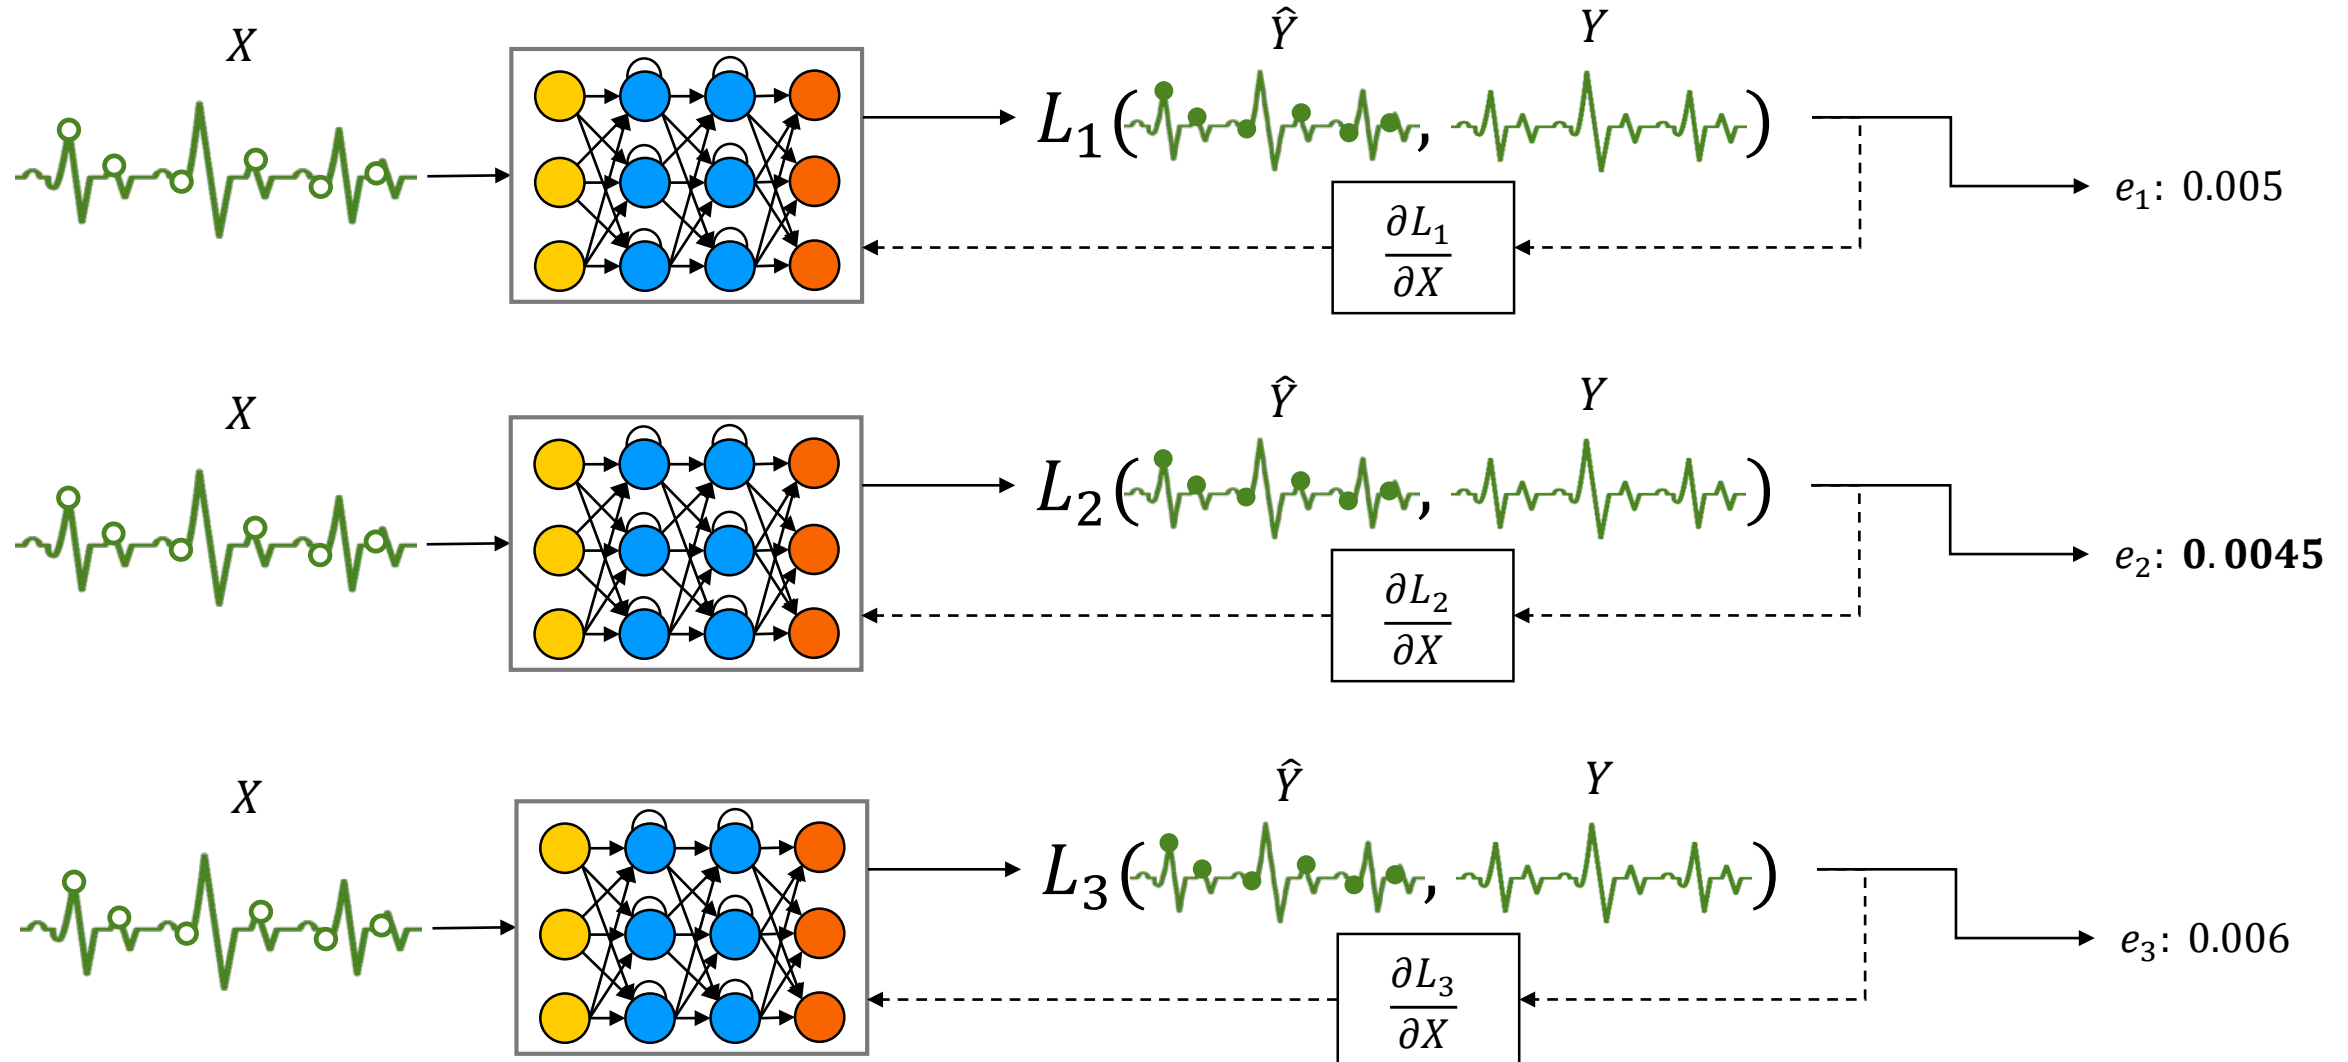 X
Ŷ
Y
L₁( , )
∂L₁
∂X
e₁: 0.005
X
Ŷ
Y
L₂( , )
∂L₂
∂X
e₂: 0.0045
X
Ŷ
Y
L₃( , )
∂L₃
∂X
e₃: 0.006